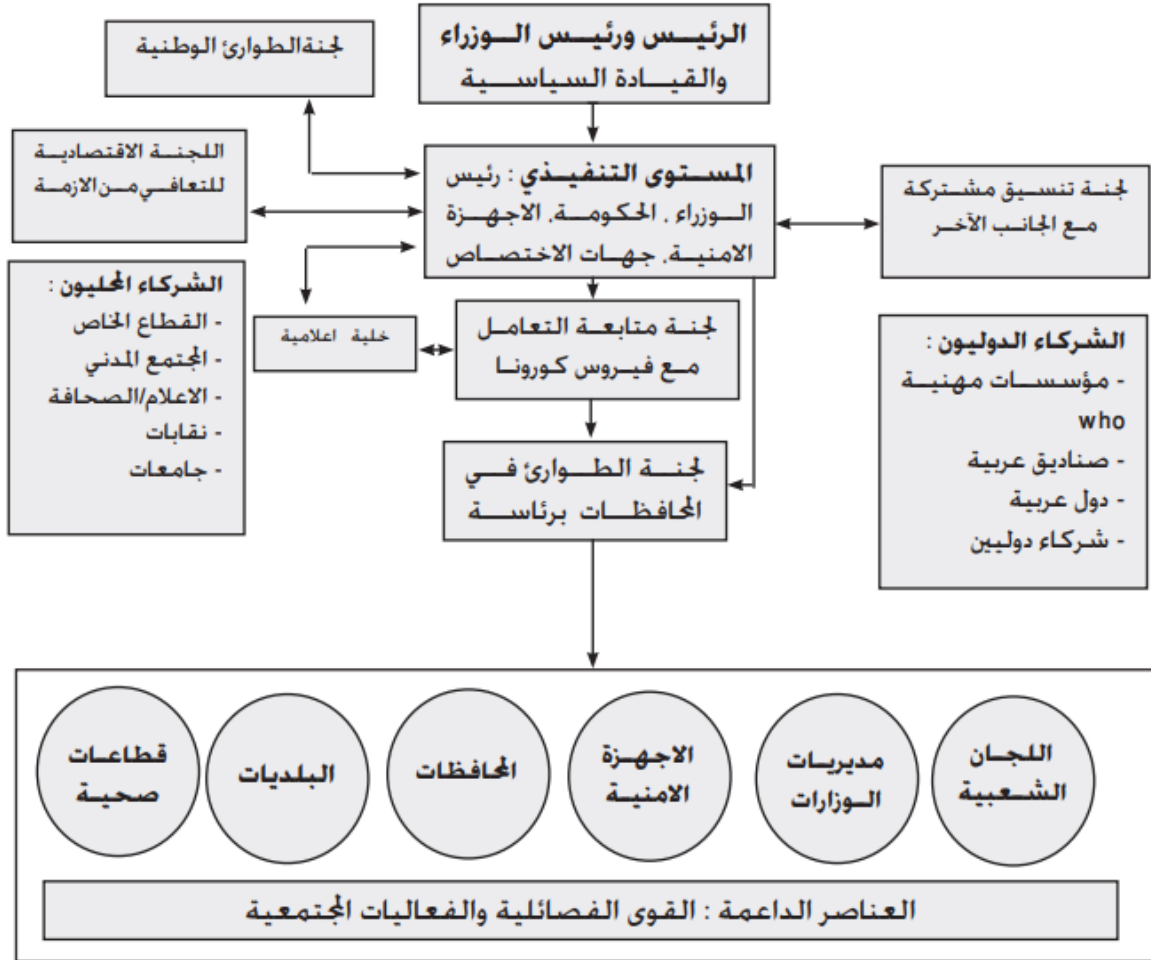 الرئيس ورئيس الوزراء
والقيادة السياسية
لجنة الطوارئ الوطنية
اللجنة الاقتصادية
للتعافي من الازمة
المستوى التنفيذي : رئيس
الوزراء ، الحكومة، الاجهزة
الامنية، جهات الاختصاص
لجنة تنسيق مشتركة
مع الجانب الآخر
الشركاء المحليون :
- القطاع الخاص
- المجتمع المدني
- الاعلام/الصحافة
- نقابات
- جامعات
خلية اعلامية
لجنة متابعة التعامل
مع فيروس كورونا
الشركاء الدوليون :
- مؤسسات مهنية
who
- صناديق عربية
- دول عربية
- شركاء دوليين
لجنة الطوارئ في
المحافظات برئاسة
اللجان
الشعبية
مديريات
الوزارات
الاجهزة
الامنية
المحافظات
البلديات
قطاعات
صحية
العناصر الداعمة : القوى الفصائلية والفعاليات المجتمعية